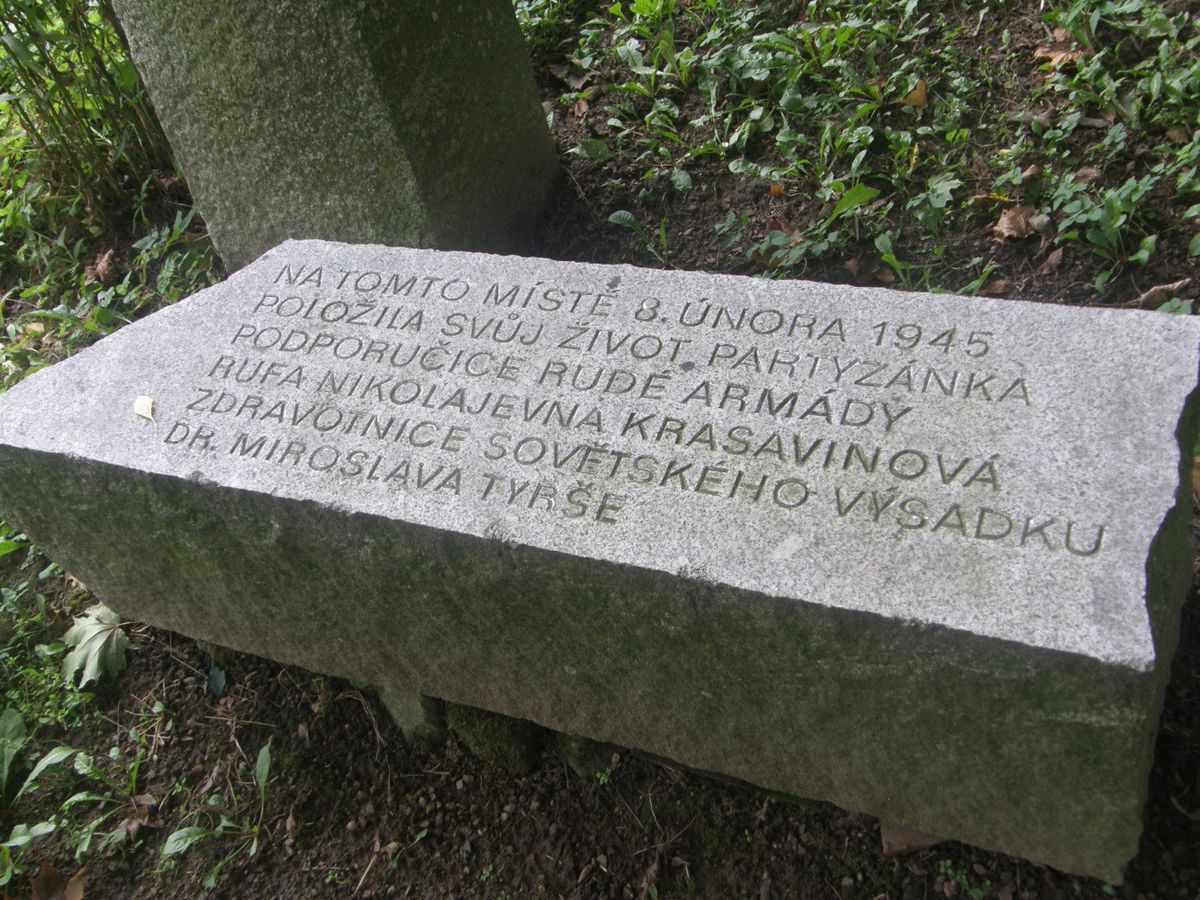 NA TOMTO MÍSTĚ 8. ÚNORA 1945
POLOŽILA SVŮJ ŽIVOT PARTYZÁNKA
PODPORUČICE RUDÉ ARMÁDY
RUFA NIKOLAJEVNA KRASAVINOVÁ
ZDRAVOTNICE SOVĚTSKÉHO VÝSADKU
DR. MIROSLAVA TYRŠE